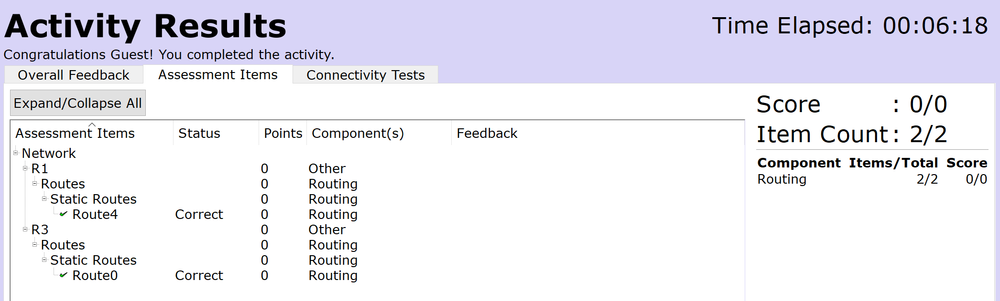 Activity Results
Time Elapsed: 00:06:18
Congratulations Guest! You completed the activity.
Overall Feedback Assessment Items Connectivity Tests
Expand/Collapse All
Assessment Items Status Points Component(s) Feedback
Network
R1 0 Other
Routes 0 Routing
Static Routes 0 Routing
Route4 Correct 0 Routing
R3 0 Other
Routes 0 Routing
Static Routes 0 Routing
Route0 Correct 0 Routing
Score : 0/0
Item Count : 2/2
Component Items/Total Score
Routing 2/2 0/0